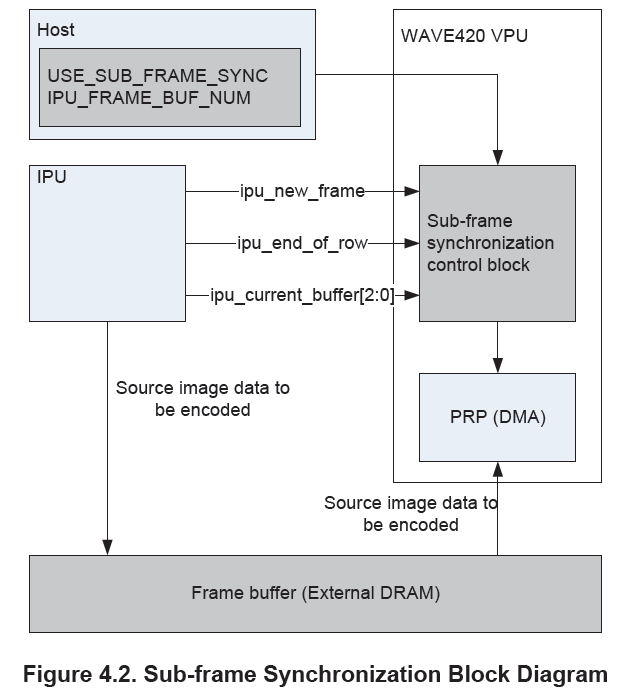 Host
USE_SUB_FRAME_SYNC
IPU_FRAME_BUF_NUM
WAVE420 VPU
IPU
ipu_new_frame
ipu_end_of_row
ipu_current_buffer[2:0]
Sub-frame
synchronization
control block
Source image data to
be encoded
PRP (DMA)
Source image data to
be encoded
Frame buffer (External DRAM)
Figure 4.2. Sub-frame Synchronization Block Diagram